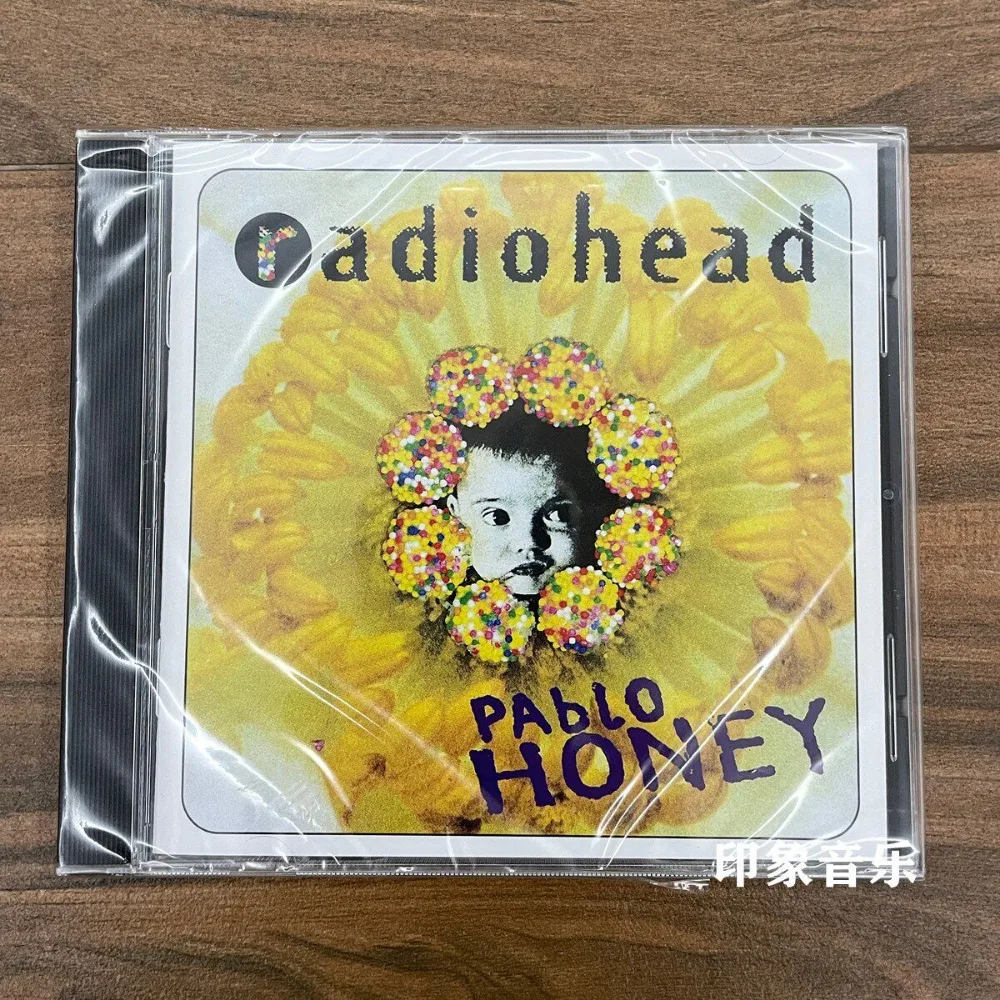 radiohead
PAblO
HONEY
印象音乐